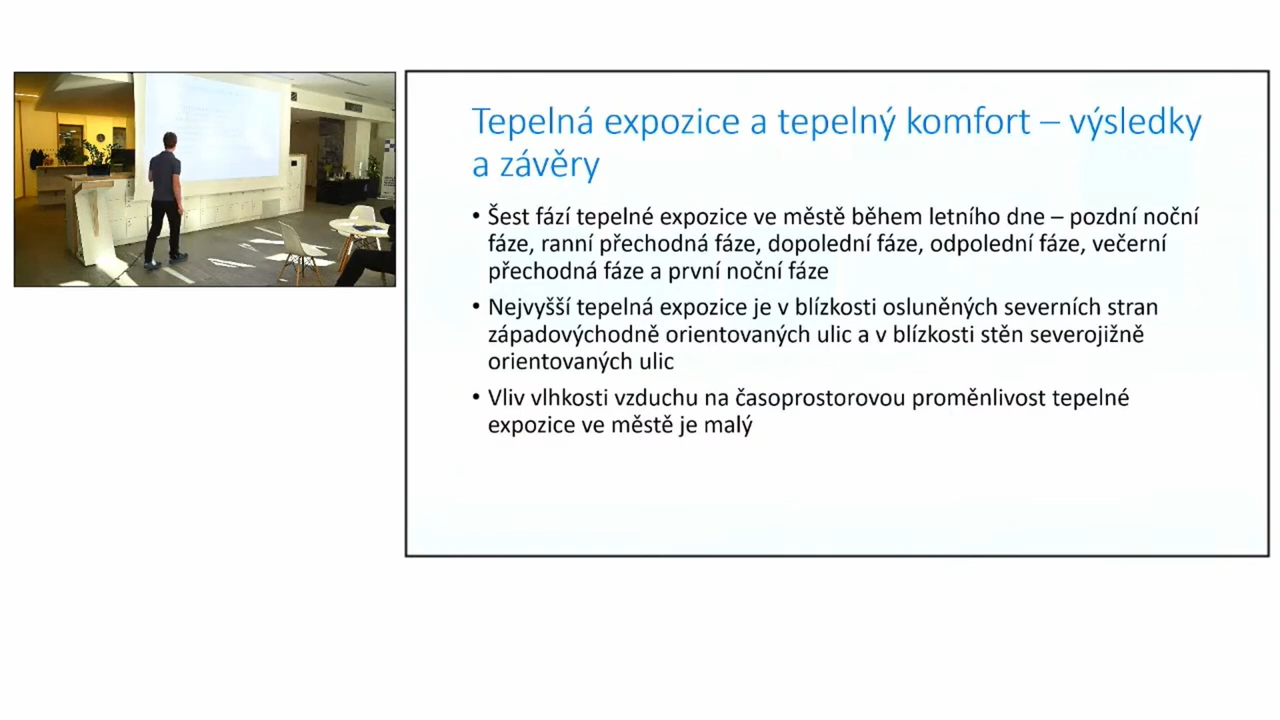 Tepelná expozice a tepelný komfort – výsledky
a závěry
• Šest fází tepelné expozice ve městě během letního dne – pozdní noční
fáze, ranní přechodná fáze, dopolední fáze, odpolední fáze, večerní
přechodná fáze a první noční fáze
• Nejvyšší tepelná expozice je v blízkosti osluněných severních stran
západovýchodně orientovaných ulic a v blízkosti stěn severojižně
orientovaných ulic
• Vliv vlhkosti vzduchu na časoprostorovou proměnlivost tepelné
expozice ve městě je malý